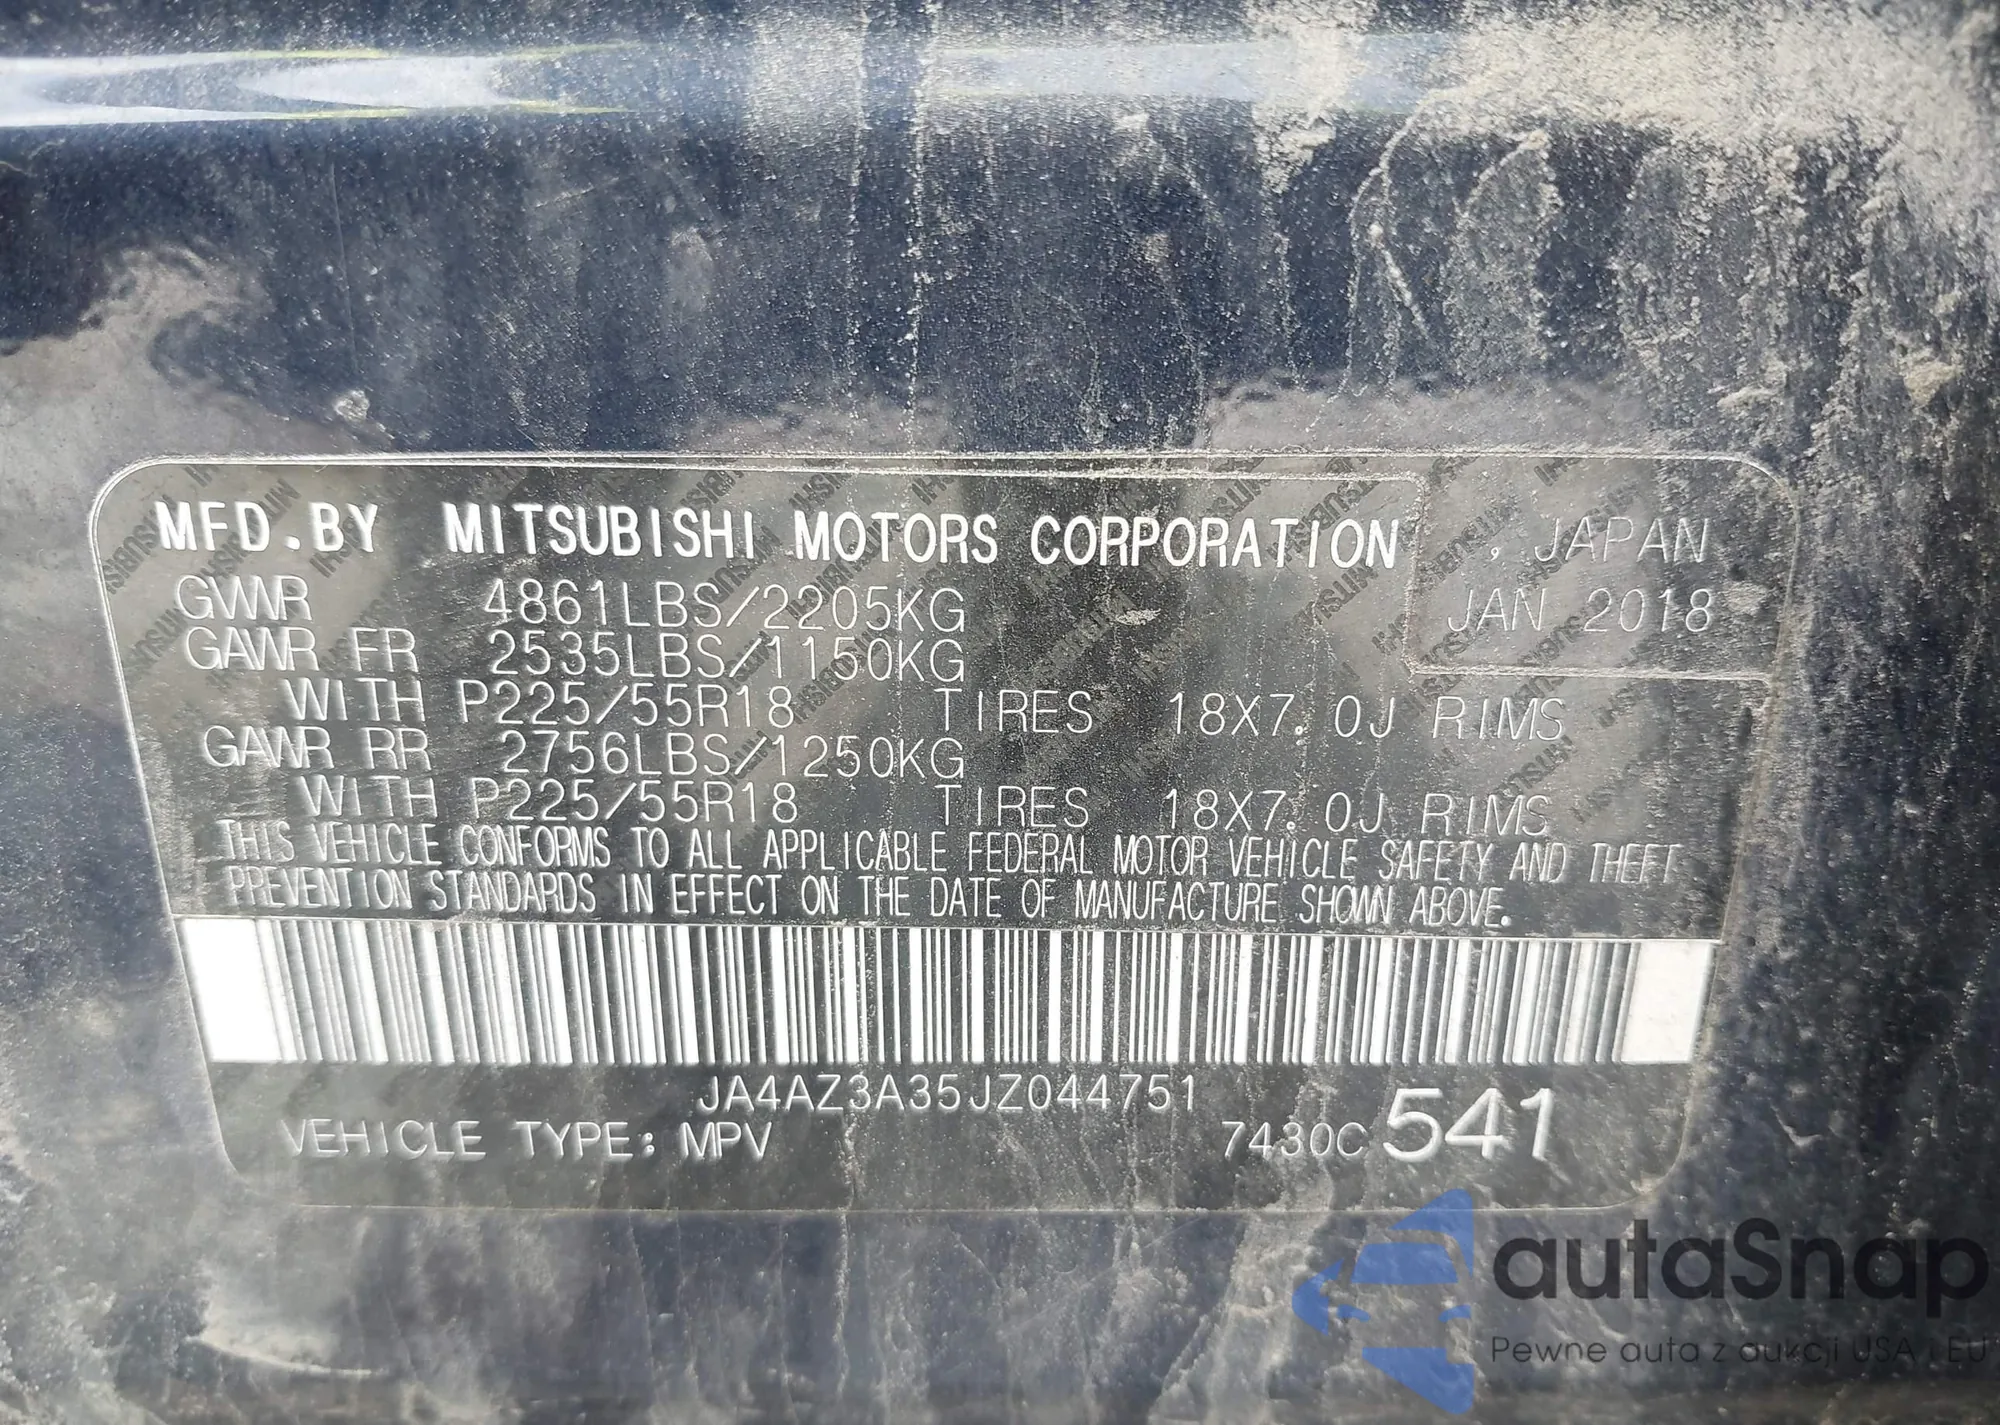 MFD.BY MITSUBISHI MOTORS CORPORATION , JAPAN
GVWR 4861LBS/2205KG JAN 2018
GAWR FR 2535LBS/1150KG
WITH P225/55R18 TIRES 18X7.0J RIMS
GAWR RR 2756LBS/1250KG
WITH P225/55R18 TIRES 18X7.0J RIMS
THIS VEHICLE CONFORMS TO ALL APPLICABLE FEDERAL MOTOR VEHICLE SAFETY AND THEFT
PREVENTION STANDARDS IN EFFECT ON THE DATE OF MANUFACTURE SHOWN ABOVE.
JA4AZ3A35JZ044751
VEHICLE TYPE: MPV 7430C 541
autaSnap
Pewne auta z aukcji USA i EU